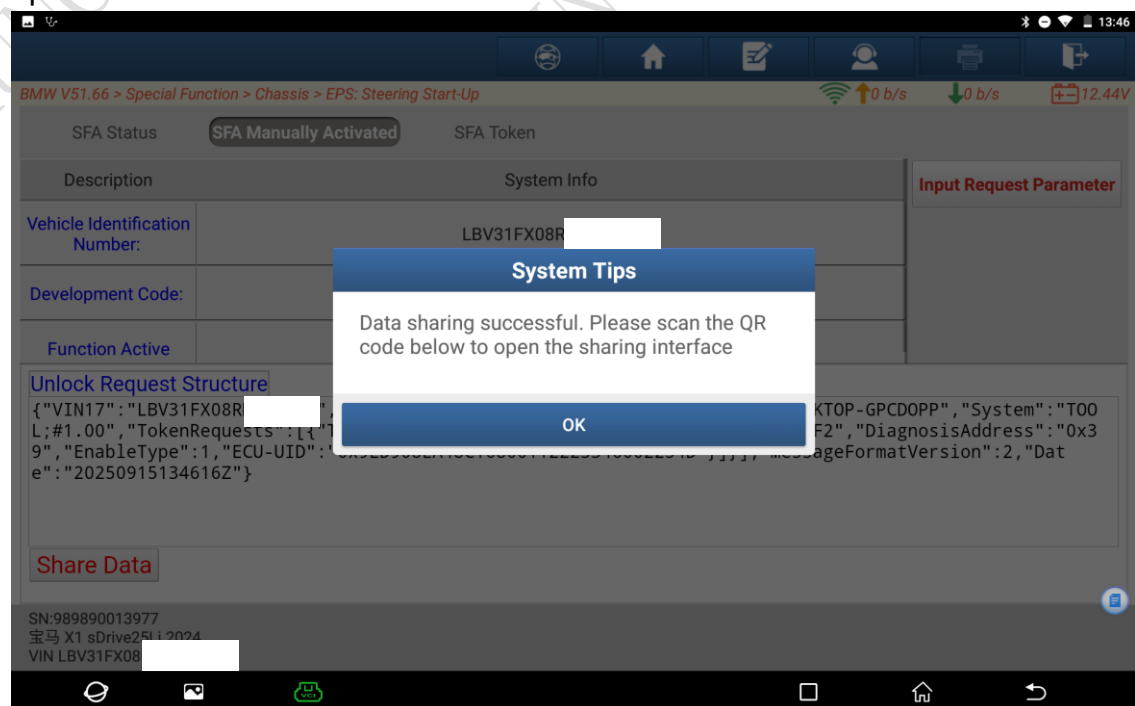 13:46
BMW V51.66 > Special Function > Chassis > EPS: Steering Start-Up
0 b/s
0 b/s
12.44V
SFA Status
SFA Manually Activated
SFA Token
Description
System Info
Input Request Parameter
Vehicle Identification
Number:
LBV31FX08R
Development Code:
Function Active
System Tips
Data sharing successful. Please scan the QR
code below to open the sharing interface
OK
Unlock Request Structure
{"VIN17":"LBV31FX08R ", KTOP-GPCDOPP","System":"TOO
L;#1.00","TokenRequests":[{" F2","DiagnosisAddress":"0x3
9","EnableType":1,"ECU-UID":" ageFormatVersion":2,"Dat
e":"20250915134616Z"}
Share Data
SN:989890013977
宝马 X1 sDrive25Li 2024
VIN LBV31FX08
VCI